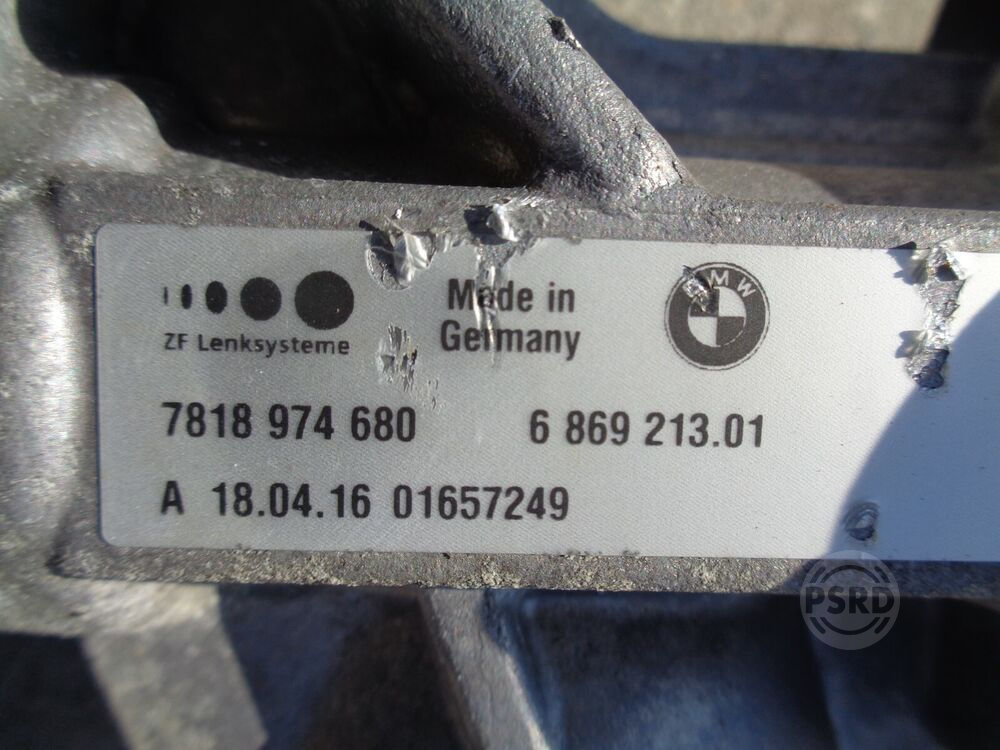 ZF Lenksysteme
Made in
Germany
BMW
7818 974 680 6 869 213.01
A 18.04.16 01657249
PSRD